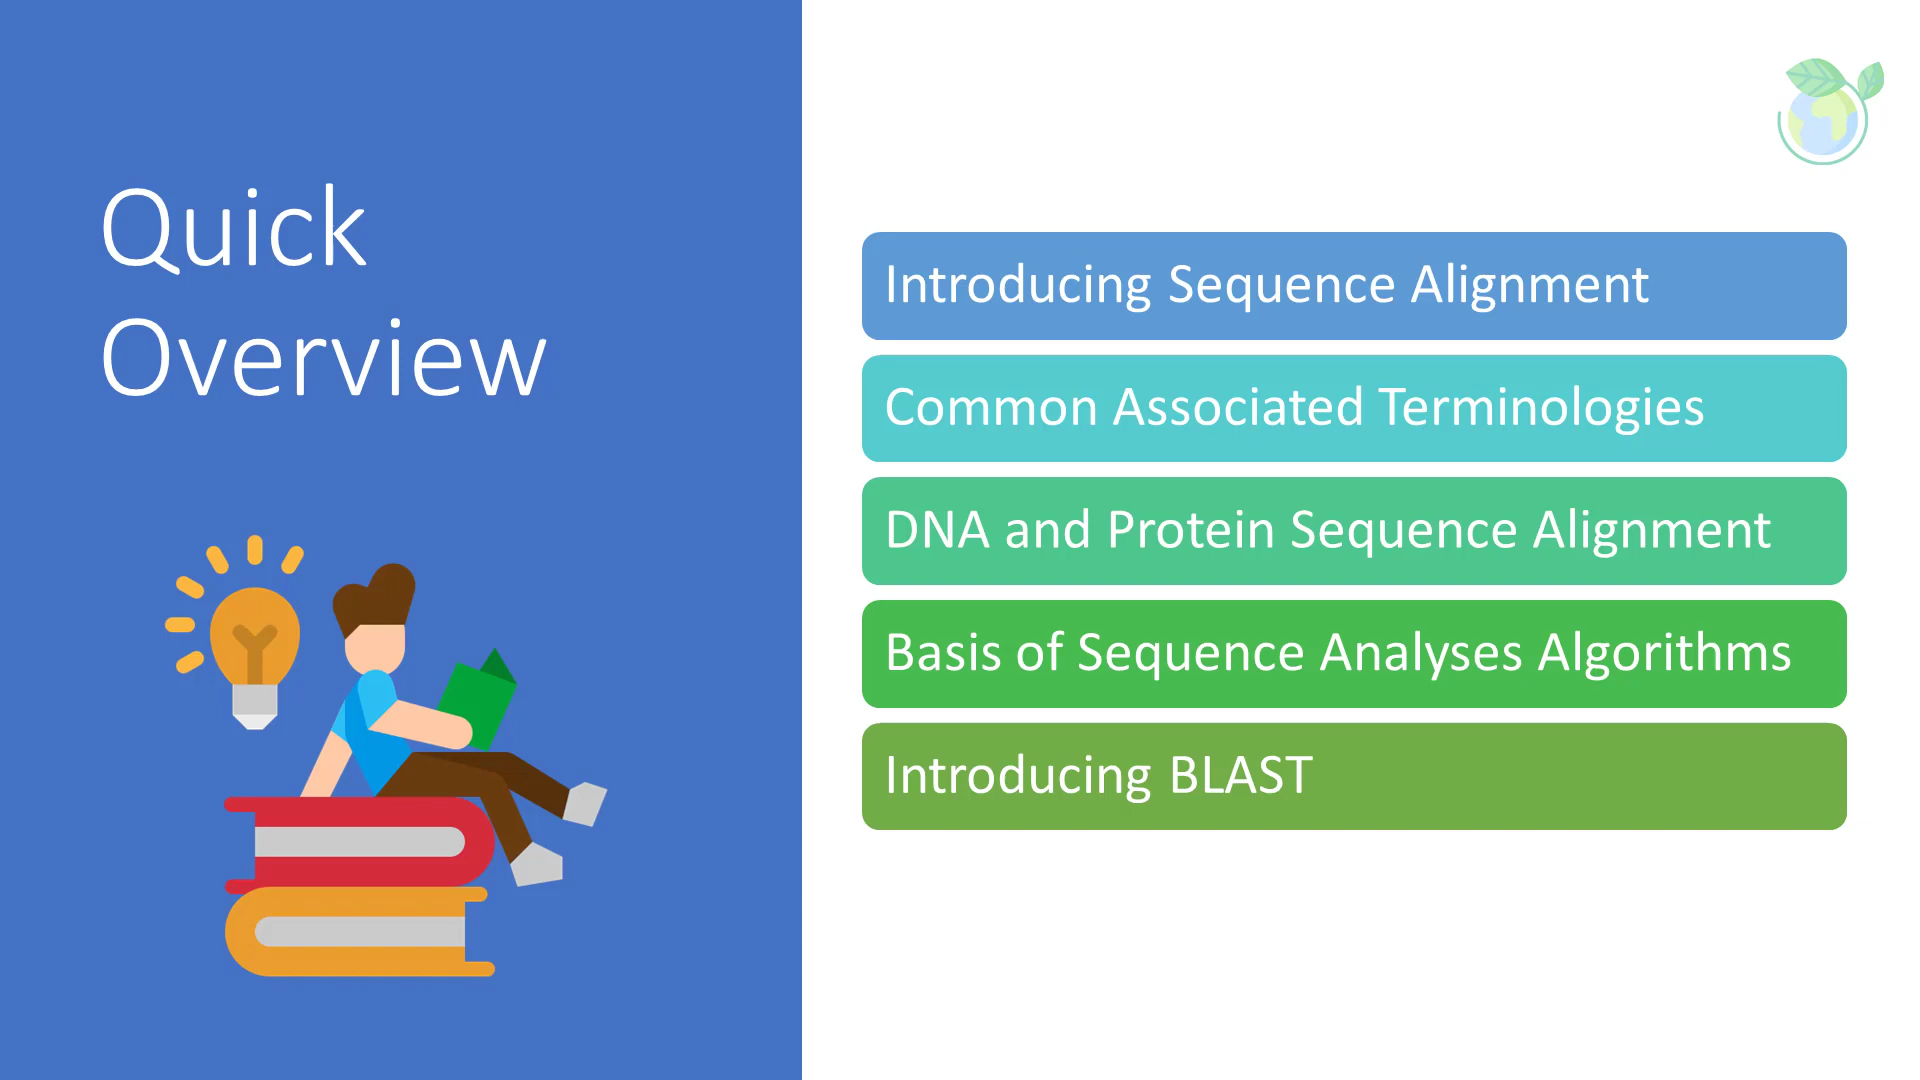 Quick
Overview
Introducing Sequence Alignment
Common Associated Terminologies
DNA and Protein Sequence Alignment
Basis of Sequence Analyses Algorithms
Introducing BLAST